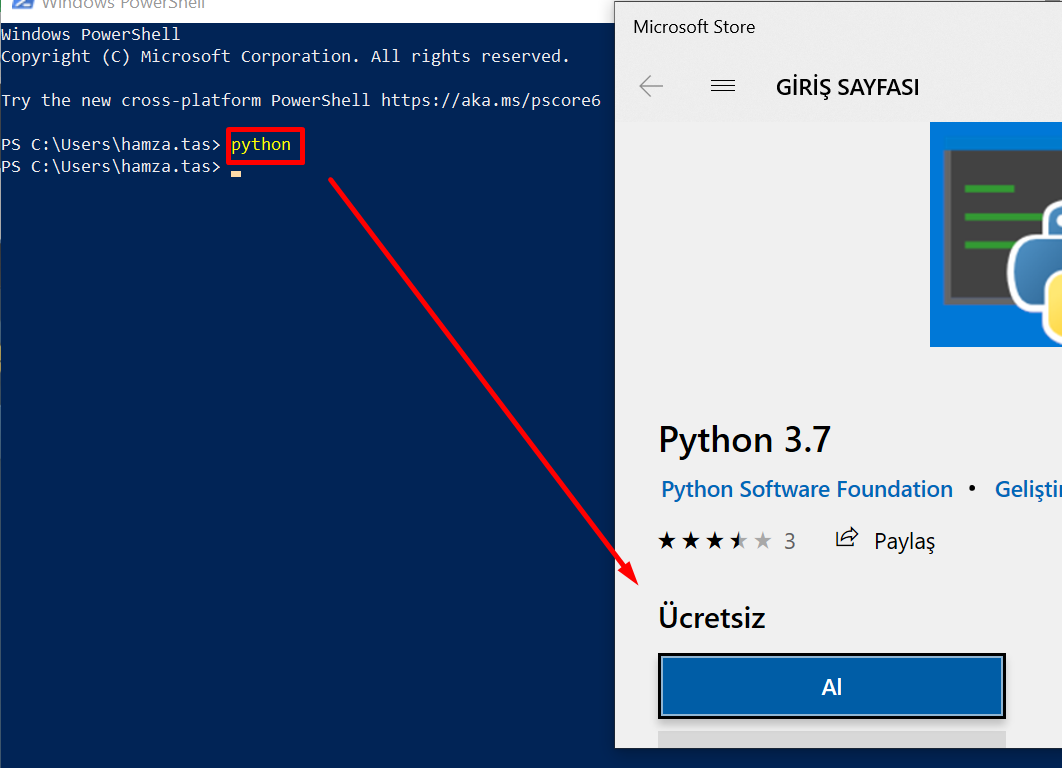 Windows PowerShell
Windows PowerShell
Copyright (C) Microsoft Corporation. All rights reserved.
Try the new cross-platform PowerShell https://aka.ms/pscore6
PS C:\Users\hamza.tas> python
PS C:\Users\hamza.tas>
Microsoft Store
GİRİŞ SAYFASI
Python 3.7
Python Software Foundation •
3 Paylaş
Ücretsiz
Al